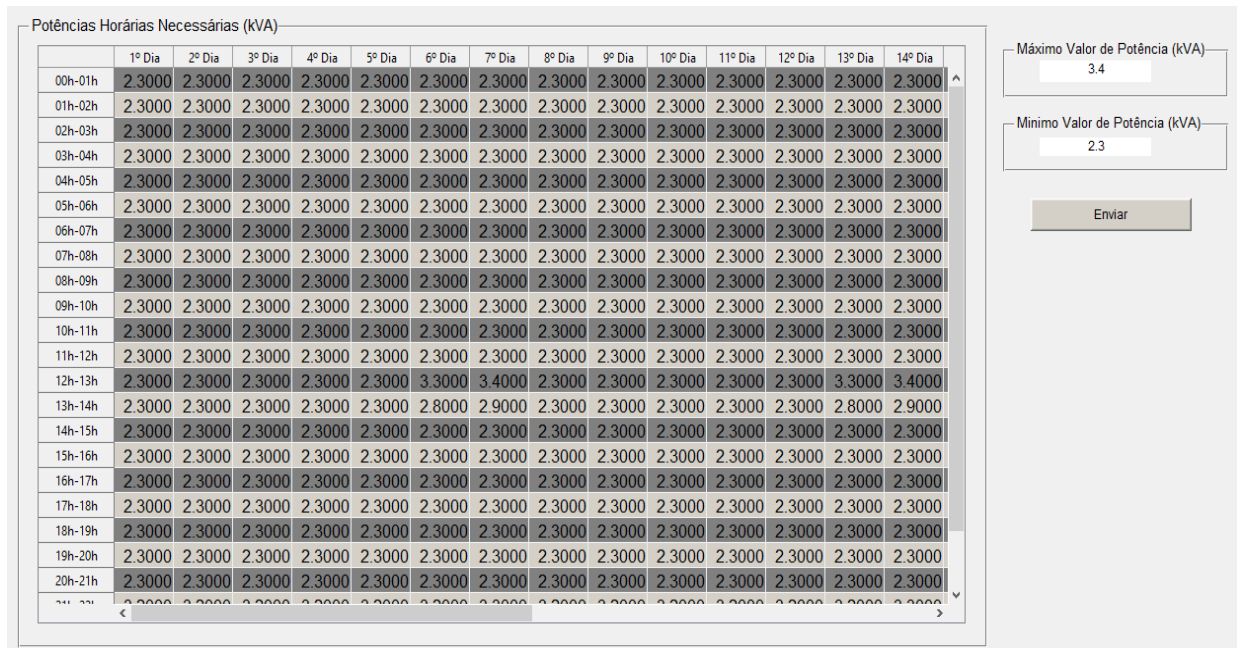 Potências Horárias Necessárias (kVA)
1º Dia 2º Dia 3º Dia 4º Dia 5º Dia 6º Dia 7º Dia 8º Dia 9º Dia 10º Dia 11º Dia 12º Dia 13º Dia 14º Dia
00h-01h 2.3000 2.3000 2.3000 2.3000 2.3000 2.3000 2.3000 2.3000 2.3000 2.3000 2.3000 2.3000 2.3000 2.3000
01h-02h 2.3000 2.3000 2.3000 2.3000 2.3000 2.3000 2.3000 2.3000 2.3000 2.3000 2.3000 2.3000 2.3000 2.3000
02h-03h 2.3000 2.3000 2.3000 2.3000 2.3000 2.3000 2.3000 2.3000 2.3000 2.3000 2.3000 2.3000 2.3000 2.3000
03h-04h 2.3000 2.3000 2.3000 2.3000 2.3000 2.3000 2.3000 2.3000 2.3000 2.3000 2.3000 2.3000 2.3000 2.3000
04h-05h 2.3000 2.3000 2.3000 2.3000 2.3000 2.3000 2.3000 2.3000 2.3000 2.3000 2.3000 2.3000 2.3000 2.3000
05h-06h 2.3000 2.3000 2.3000 2.3000 2.3000 2.3000 2.3000 2.3000 2.3000 2.3000 2.3000 2.3000 2.3000 2.3000
06h-07h 2.3000 2.3000 2.3000 2.3000 2.3000 2.3000 2.3000 2.3000 2.3000 2.3000 2.3000 2.3000 2.3000 2.3000
07h-08h 2.3000 2.3000 2.3000 2.3000 2.3000 2.3000 2.3000 2.3000 2.3000 2.3000 2.3000 2.3000 2.3000 2.3000
08h-09h 2.3000 2.3000 2.3000 2.3000 2.3000 2.3000 2.3000 2.3000 2.3000 2.3000 2.3000 2.3000 2.3000 2.3000
09h-10h 2.3000 2.3000 2.3000 2.3000 2.3000 2.3000 2.3000 2.3000 2.3000 2.3000 2.3000 2.3000 2.3000 2.3000
10h-11h 2.3000 2.3000 2.3000 2.3000 2.3000 2.3000 2.3000 2.3000 2.3000 2.3000 2.3000 2.3000 2.3000 2.3000
11h-12h 2.3000 2.3000 2.3000 2.3000 2.3000 2.3000 2.3000 2.3000 2.3000 2.3000 2.3000 2.3000 2.3000 2.3000
12h-13h 2.3000 2.3000 2.3000 2.3000 2.3000 3.3000 3.4000 2.3000 2.3000 2.3000 2.3000 2.3000 3.3000 3.4000
13h-14h 2.3000 2.3000 2.3000 2.3000 2.3000 2.8000 2.9000 2.3000 2.3000 2.3000 2.3000 2.3000 2.8000 2.9000
14h-15h 2.3000 2.3000 2.3000 2.3000 2.3000 2.3000 2.3000 2.3000 2.3000 2.3000 2.3000 2.3000 2.3000 2.3000
15h-16h 2.3000 2.3000 2.3000 2.3000 2.3000 2.3000 2.3000 2.3000 2.3000 2.3000 2.3000 2.3000 2.3000 2.3000
16h-17h 2.3000 2.3000 2.3000 2.3000 2.3000 2.3000 2.3000 2.3000 2.3000 2.3000 2.3000 2.3000 2.3000 2.3000
17h-18h 2.3000 2.3000 2.3000 2.3000 2.3000 2.3000 2.3000 2.3000 2.3000 2.3000 2.3000 2.3000 2.3000 2.3000
18h-19h 2.3000 2.3000 2.3000 2.3000 2.3000 2.3000 2.3000 2.3000 2.3000 2.3000 2.3000 2.3000 2.3000 2.3000
19h-20h 2.3000 2.3000 2.3000 2.3000 2.3000 2.3000 2.3000 2.3000 2.3000 2.3000 2.3000 2.3000 2.3000 2.3000
20h-21h 2.3000 2.3000 2.3000 2.3000 2.3000 2.3000 2.3000 2.3000 2.3000 2.3000 2.3000 2.3000 2.3000 2.3000
Máximo Valor de Potência (kVA)
3.4
Minimo Valor de Potência (kVA)
2.3
Enviar